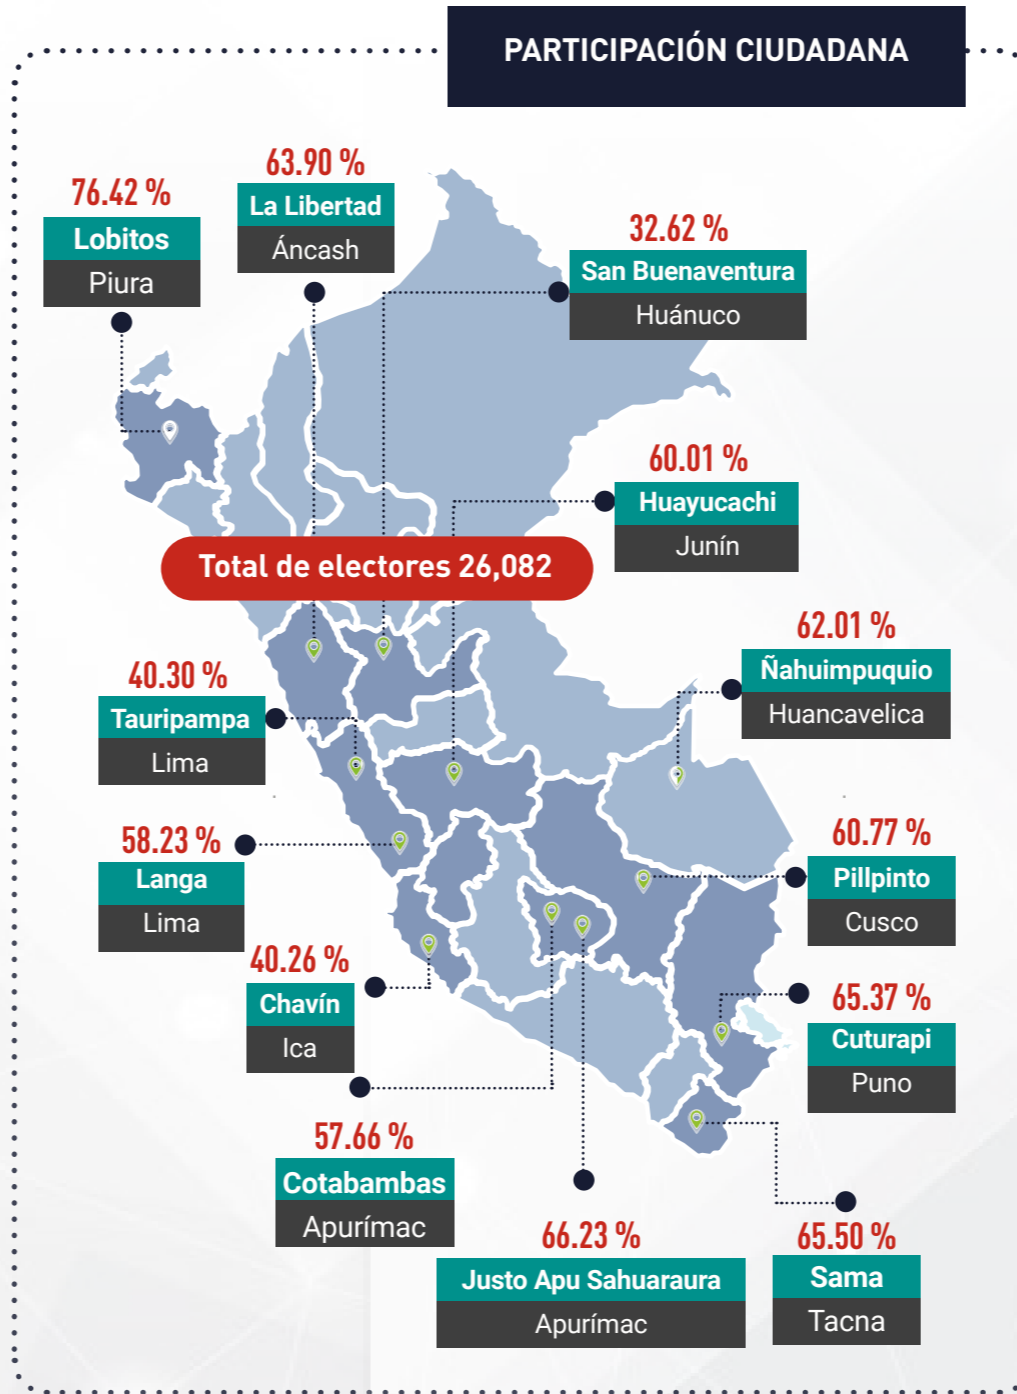 PARTICIPACIÓN CIUDADANA
76.42 %
Lobitos
Piura
63.90 %
La Libertad
Áncash
32.62 %
San Buenaventura
Huánuco
60.01 %
Huayucachi
Junín
Total de electores 26,082
62.01 %
Ñahuimpuquio
Huancavelica
40.30 %
Tauripampa
Lima
58.23 %
Langa
Lima
60.77 %
Pillpinto
Cusco
40.26 %
Chavín
Ica
65.37 %
Cuturapi
Puno
57.66 %
Cotabambas
Apurímac
66.23 %
Justo Apu Sahuaraura
Apurímac
65.50 %
Sama
Tacna